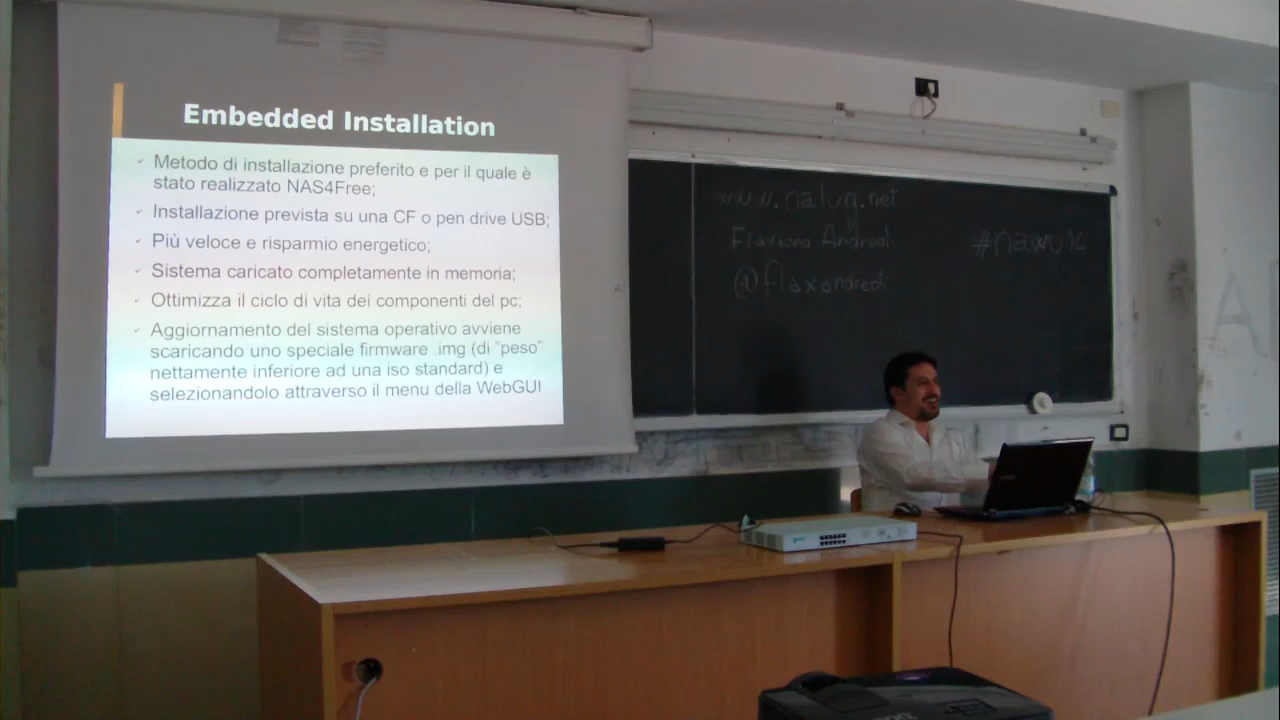 Embedded Installation
Metodo di installazione preferito e per il quale è
stato realizzato NAS4Free;
Installazione prevista su una CF o pen drive USB;
Più veloce e risparmio energetico;
Sistema caricato completamente in memoria;
Ottimizza il ciclo di vita dei componenti del pc;
Aggiornamento del sistema operativo avviene
scaricando uno speciale firmware .img (di "peso"
nettamente inferiore ad una iso standard) e
selezionandolo attraverso il menu della WebGUI
www.nalug.net
Flaviano Andreoli
@flaxandreoli
#nawu12
A